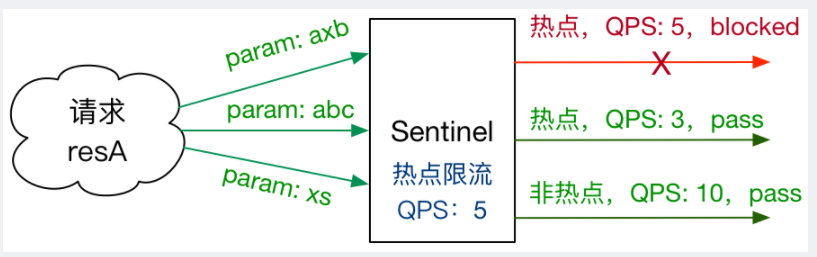 请求
resA
param: axb
param: abc
param: xs
Sentinel
热点限流
QPS：5
热点，QPS: 5，blocked
X
热点，QPS: 3，pass
非热点，QPS: 10，pass